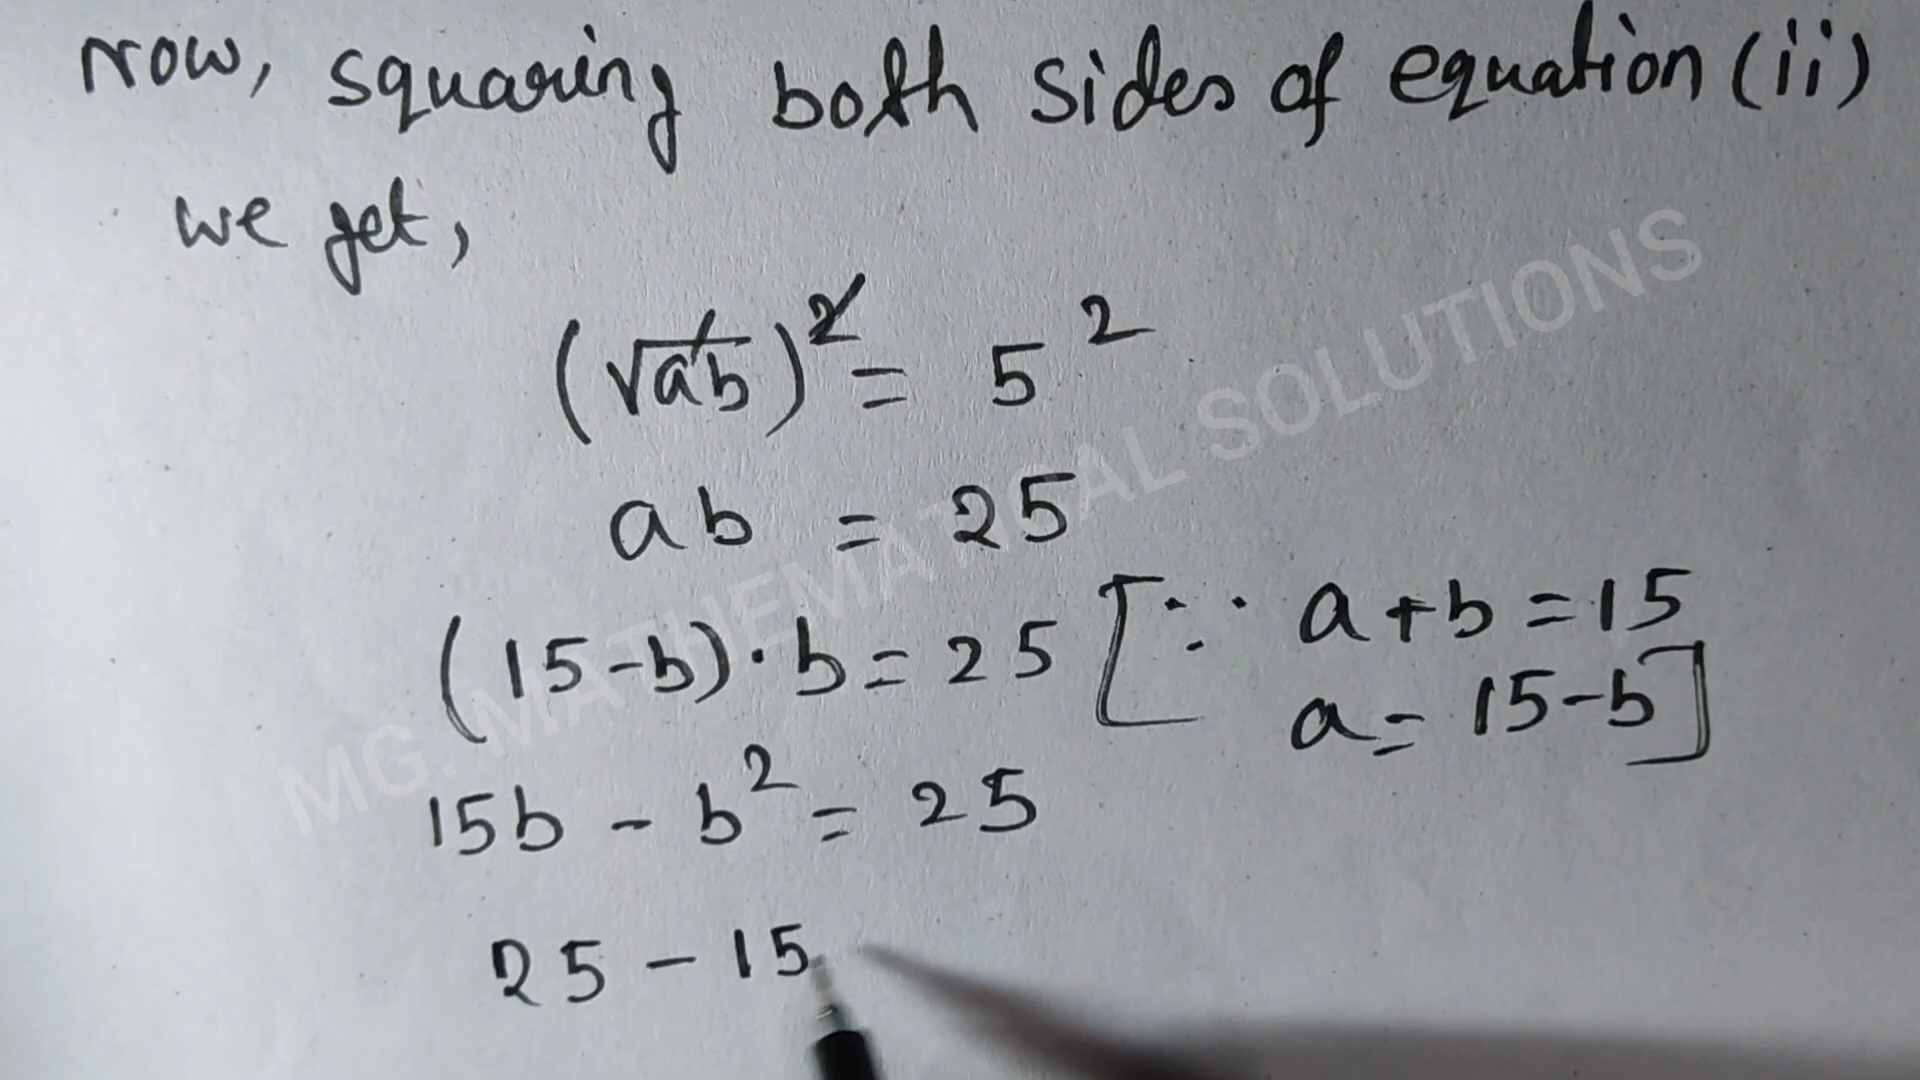 now, squaring both sides of equation (ii)
we get,
(√ab)² = 5²
ab = 25
(15-b)·b = 25 [∵ a+b=15
a = 15-b]
15b - b² = 25
25 - 15
MG. MATHEMATICAL SOLUTIONS